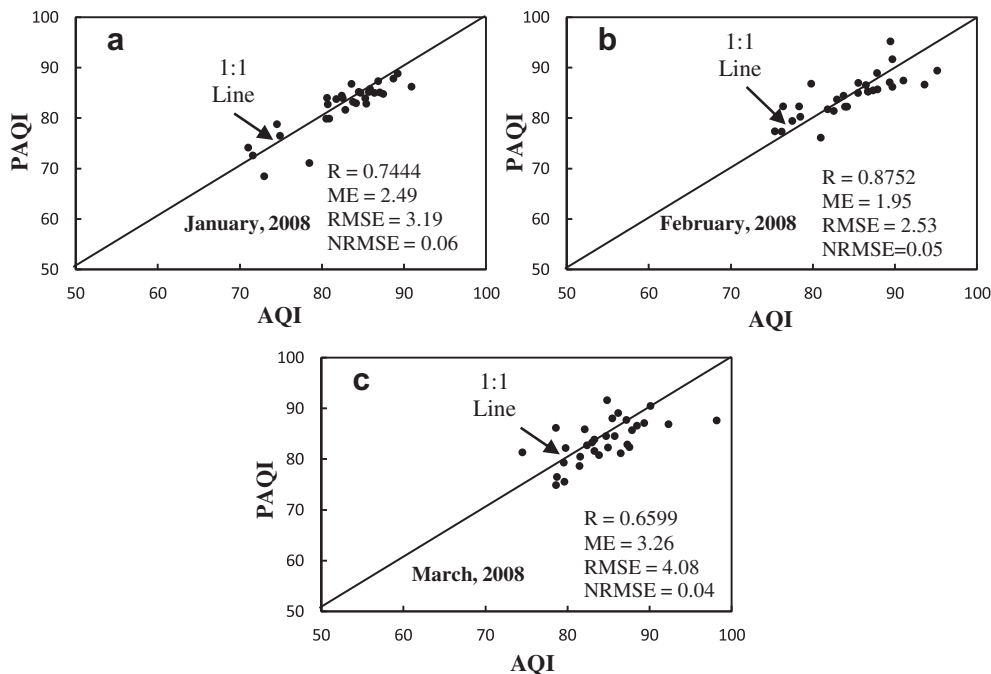 a
100
90
80
70
60
50
PAQI
1:1
Line
R = 0.7444
ME = 2.49
RMSE = 3.19
NRMSE = 0.06
January, 2008
50 60 70 80 90 100
AQI
b
100
90
80
70
60
50
PAQI
1:1
Line
R = 0.8752
ME = 1.95
RMSE = 2.53
NRMSE=0.05
February, 2008
50 60 70 80 90 100
AQI
c
100
90
80
70
60
50
PAQI
1:1
Line
R = 0.6599
ME = 3.26
RMSE = 4.08
NRMSE = 0.04
March, 2008
50 60 70 80 90 100
AQI